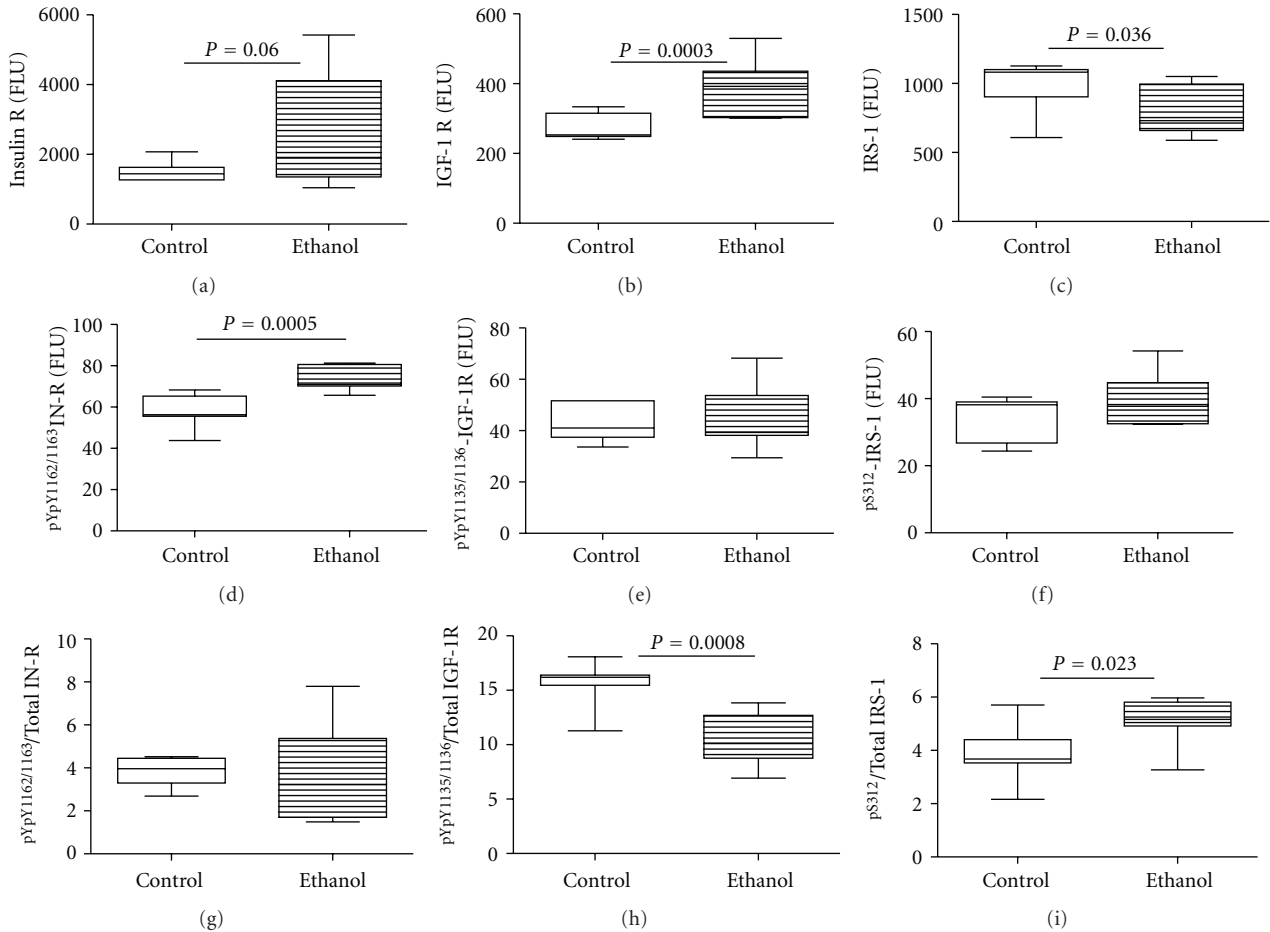 Insulin R (FLU)
6000
4000
2000
0
P = 0.06
Control
Ethanol
(a)
IGF-1 R (FLU)
600
400
200
0
P = 0.0003
Control
Ethanol
(b)
IRS-1 (FLU)
1500
1000
500
0
P = 0.036
Control
Ethanol
(c)
pYpY1162/1163IN-R (FLU)
100
80
60
40
20
0
P = 0.0005
Control
Ethanol
(d)
pYpY1135/1136-IGF-1R (FLU)
80
60
40
20
0
Control
Ethanol
(e)
pS312-IRS-1 (FLU)
60
40
20
0
Control
Ethanol
(f)
pYpY1162/1163/Total IN-R
10
8
6
4
2
0
Control
Ethanol
(g)
pYpY1135/1136/Total IGF-1R
20
15
10
5
0
P = 0.0008
Control
Ethanol
(h)
pS312/Total IRS-1
8
6
4
2
0
P = 0.023
Control
Ethanol
(i)